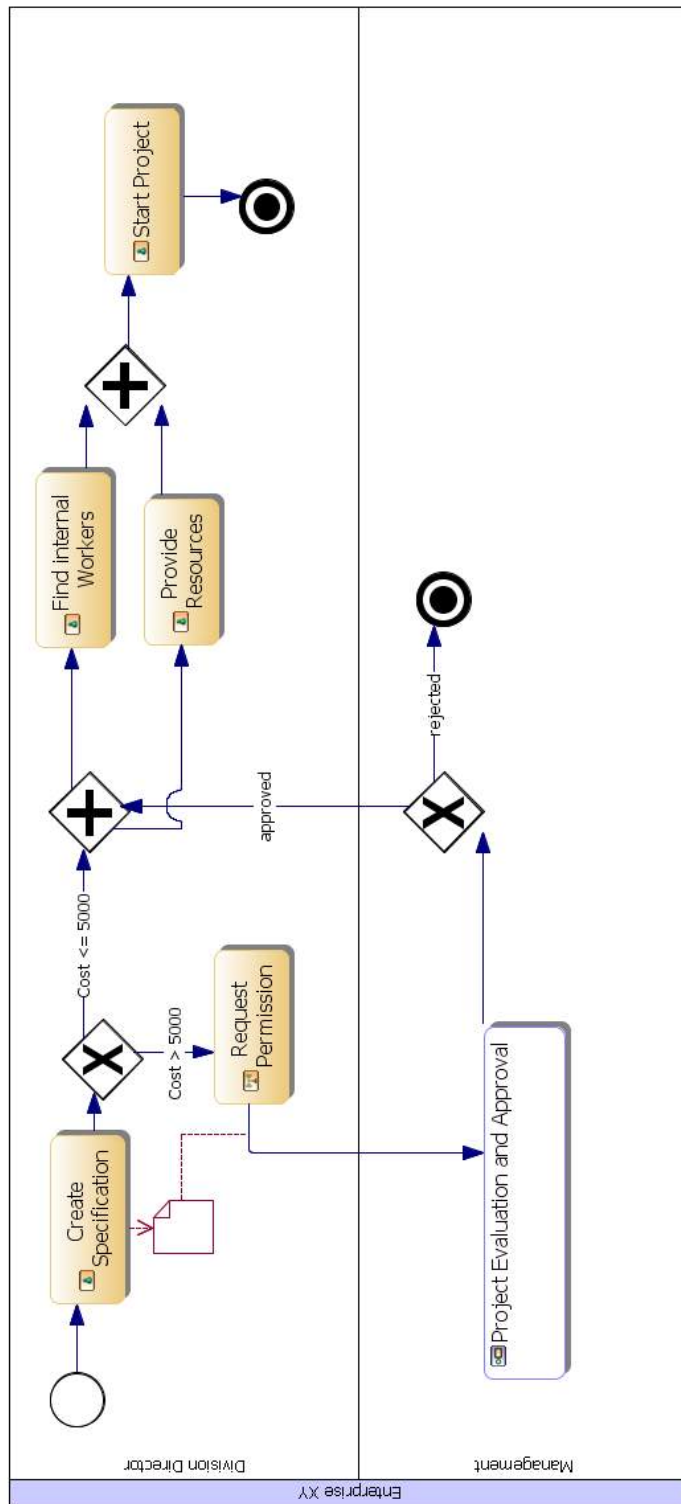 Enterprise XY
Division Director
Management
Create
Specification
Cost <= 5000
Cost > 5000
Request
Permission
Find internal
Workers
Provide
Resources
Start Project
approved
Project Evaluation and Approval
rejected